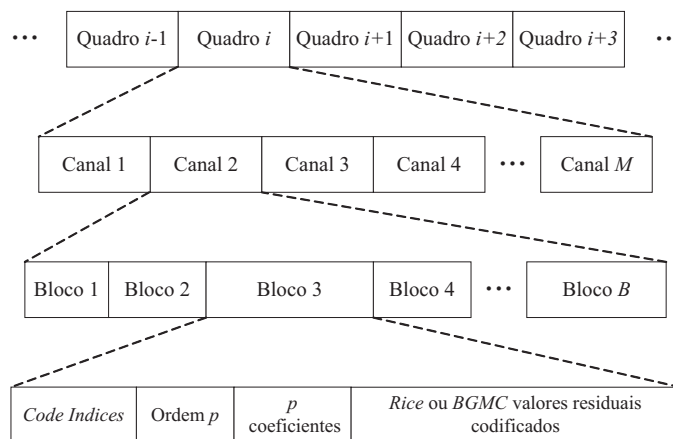 ... Quadro i-1 Quadro i Quadro i+1 Quadro i+2 Quadro i+3 ..
Canal 1 Canal 2 Canal 3 Canal 4 ... Canal M
Bloco 1 Bloco 2 Bloco 3 Bloco 4 ... Bloco B
Code Indices Ordem p p coeficientes Rice ou BGMC valores residuais codificados